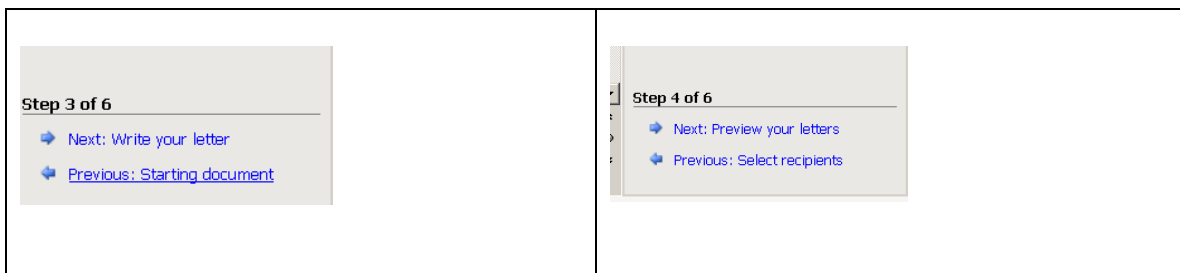 Step 3 of 6
Next: Write your letter
Previous: Starting document
Step 4 of 6
Next: Preview your letters
Previous: Select recipients